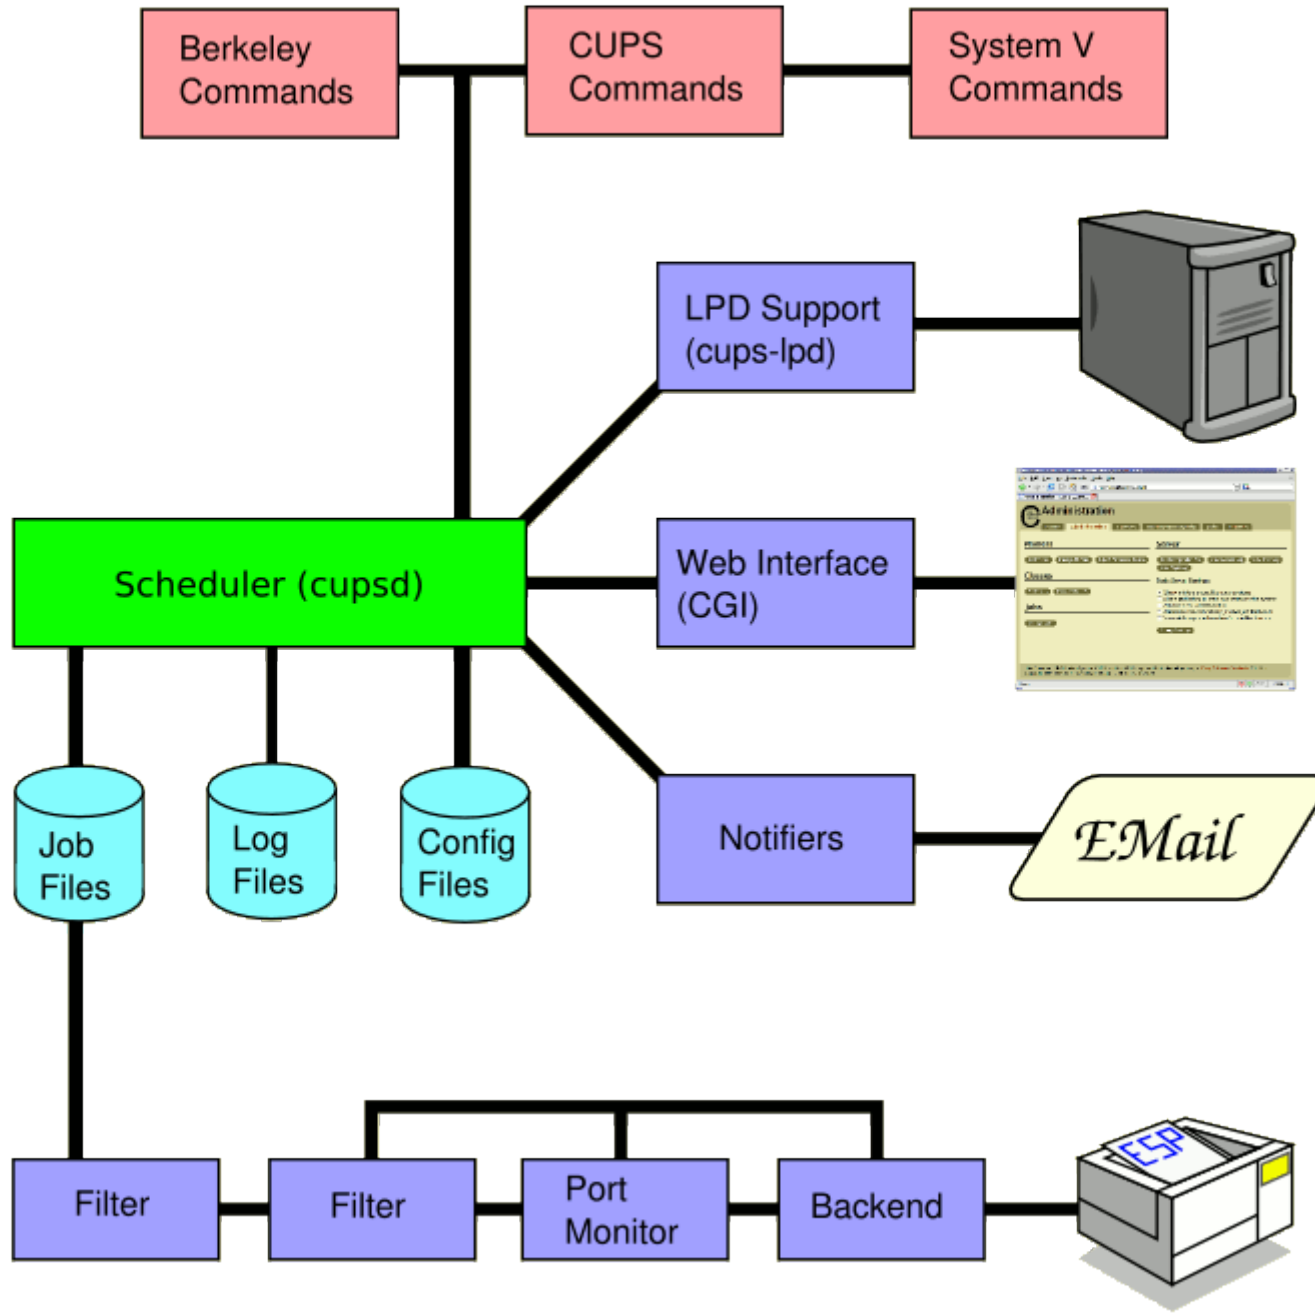 Berkeley
Commands
CUPS
Commands
System V
Commands
LPD Support
(cups-lpd)
Scheduler (cupsd)
Web Interface
(CGI)
Administration
Job
Files
Log
Files
Config
Files
Notifiers
EMail
Filter
Filter
Port
Monitor
Backend
ESP